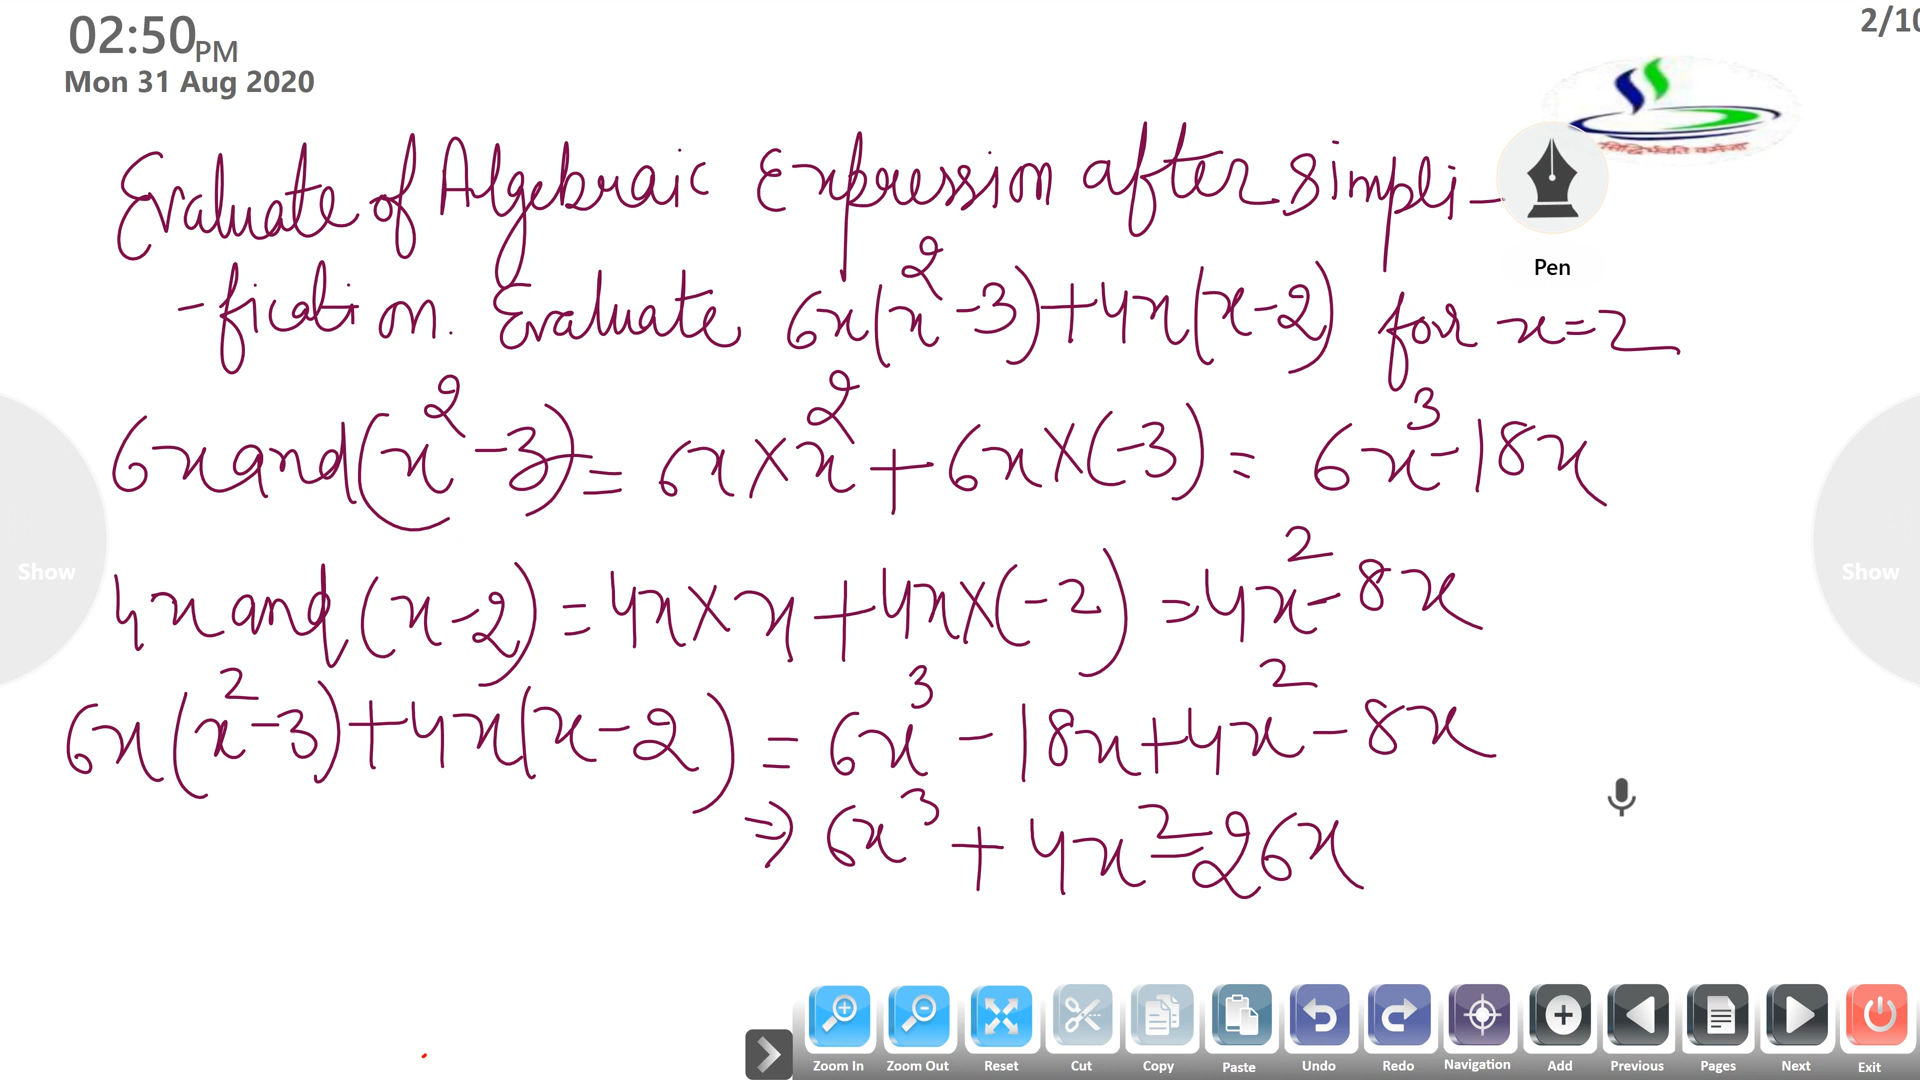 02:50PM
2/10
Mon 31 Aug 2020
Evaluate of Algebraic Expression after simpli-
-fication. Evaluate 6x(x²-3)+4x(x-2) for x=2
Pen
6x and (x²-3) = 6x × x² + 6x × (-3) = 6x³-18x
Show
Show
4x and (x-2) = 4x × x + 4x × (-2) = 4x²-8x
6x(x²-3)+4x(x-2) = 6x³ - 18x+4x²-8x
⇒ 6x³ + 4x²-26x
Zoom In Zoom Out Reset Cut Copy Paste Undo Redo Navigation Add Previous Pages Next Exit